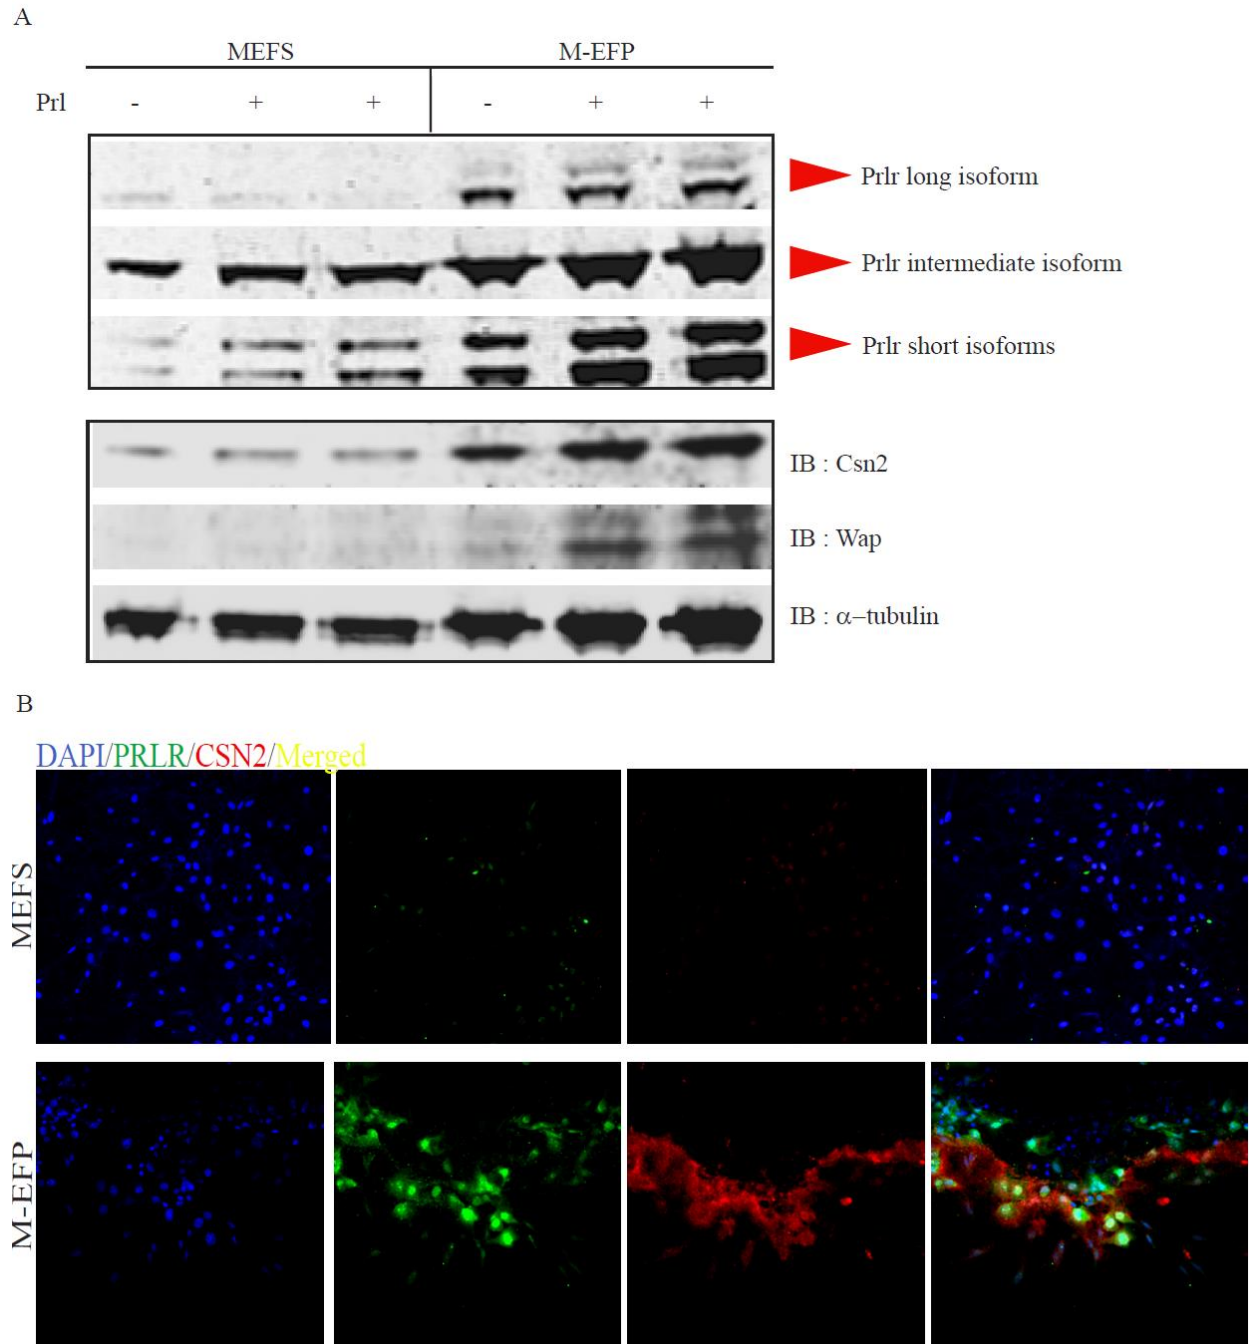 A
MEFS M-EFP
Prl - + + - + +
Prlr long isoform
Prlr intermediate isoform
Prlr short isoforms
IB : Csn2
IB : Wap
IB : α−tubulin
B
DAPI/PRLR/CSN2/Merged
MEFS
M-EFP